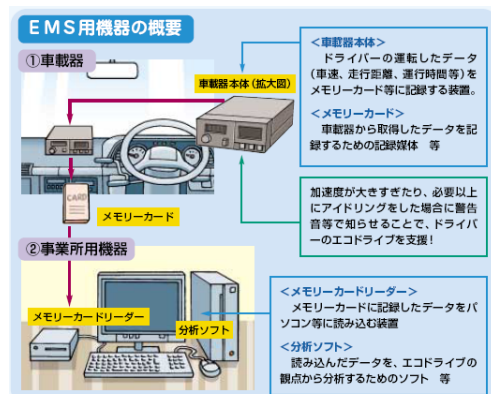 EMS用機器の概要
①車載器
車載器本体(拡大図)
<車載器本体>
ドライバーの運転したデータ
(車速、走行距離、運行時間等)を
メモリーカード等に記録する装置。
<メモリーカード>
車載器から取得したデータを記
録するための記録媒体 等
CARD
メモリーカード
加速度が大きすぎたり、必要以上
にアイドリングをした場合に警告
音等で知らせることで、ドライバ
ーのエコドライブを支援!
②事業所用機器
メモリーカードリーダー
分析ソフト
<メモリーカードリーダー>
メモリーカードに記録したデータをパ
ソコン等に読み込む装置
<分析ソフト>
読み込んだデータを、エコドライブの
観点から分析するためのソフト 等